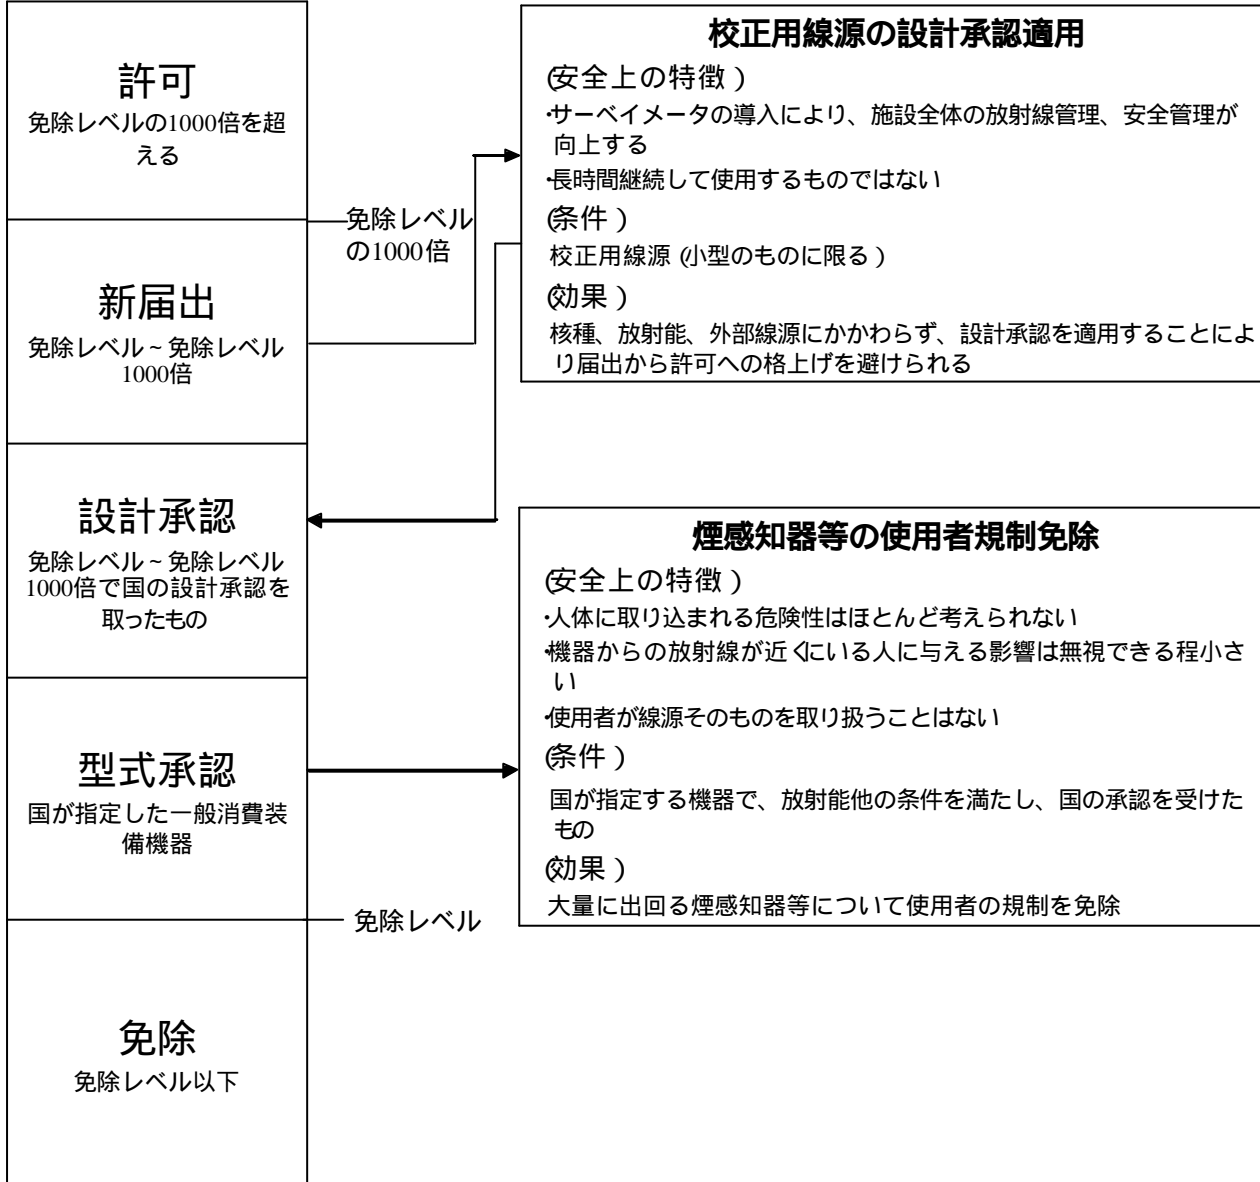 許可
免除レベルの1000倍を超
える
免除レベル
の1000倍
新届出
免除レベル~免除レベル
1000倍
設計承認
免除レベル~免除レベル
1000倍で国の設計承認を
取ったもの
型式承認
国が指定した一般消費装
備機器
免除レベル
免除
免除レベル以下
校正用線源の設計承認適用
(安全上の特徴)
・サーベイメータの導入により、施設全体の放射線管理、安全管理が
向上する
・長時間継続して使用するものではない
(条件)
校正用線源(小型のものに限る)
(効果)
核種、放射能、外部線源にかかわらず、設計承認を適用することによ
り届出から許可への格上げを避けられる
煙感知器等の使用者規制免除
(安全上の特徴)
・人体に取り込まれる危険性はほとんど考えられない
・機器からの放射線が近くにいる人に与える影響は無視できる程小さ
い
・使用者が線源そのものを取り扱うことはない
(条件)
国が指定する機器で、放射能他の条件を満たし、国の承認を受けた
もの
(効果)
大量に出回る煙感知器等について使用者の規制を免除